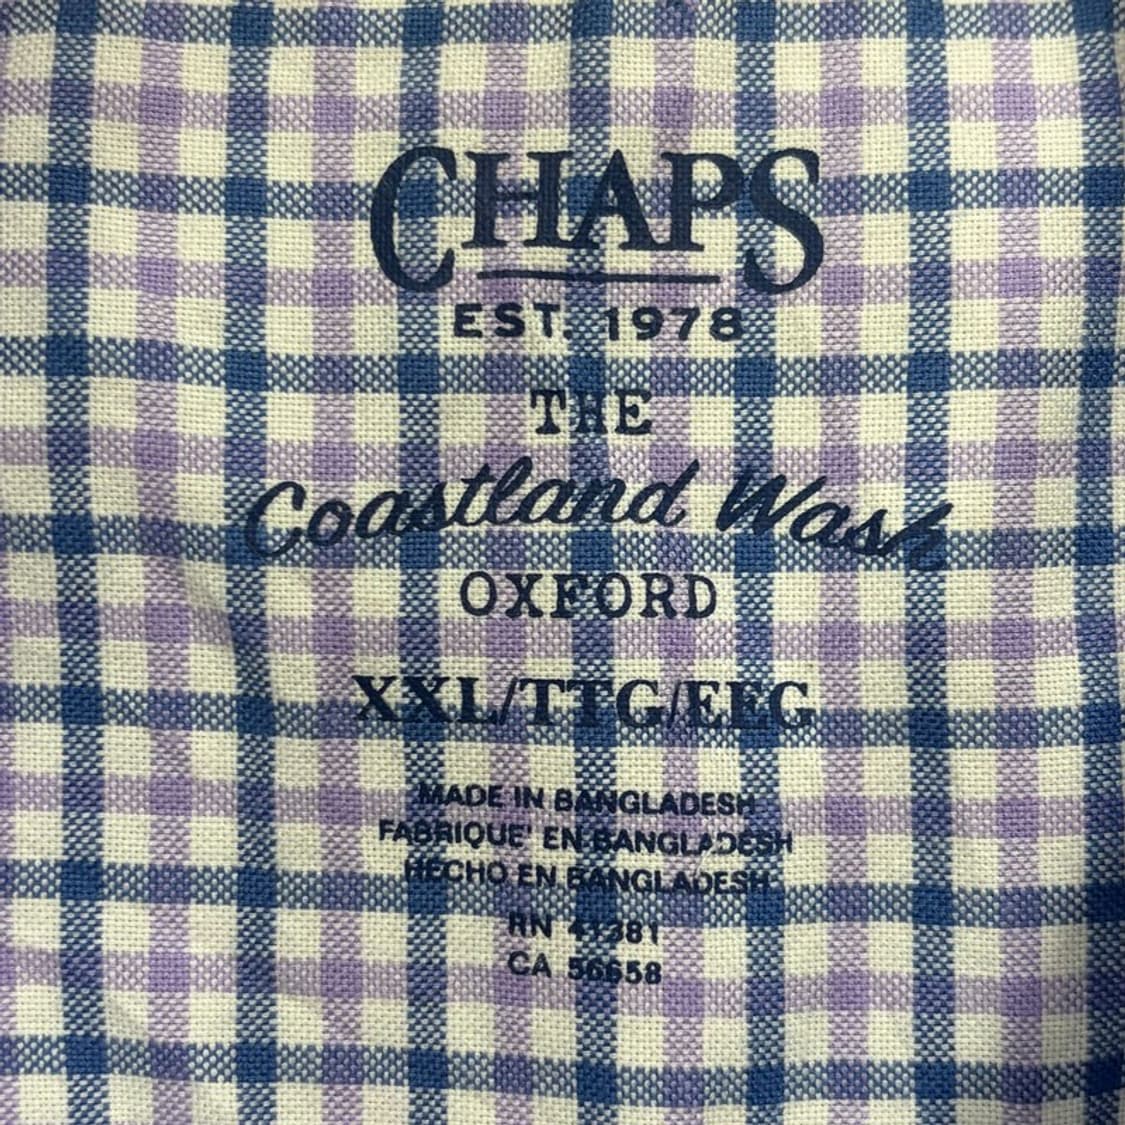 CHAPS
EST. 1978
THE
Coastland Wash
OXFORD
XXL/TTG/EEG
MADE IN BANGLADESH
FABRIQUE' EN BANGLADESH
HECHO EN BANGLADESH
RN 41381
CA 56658